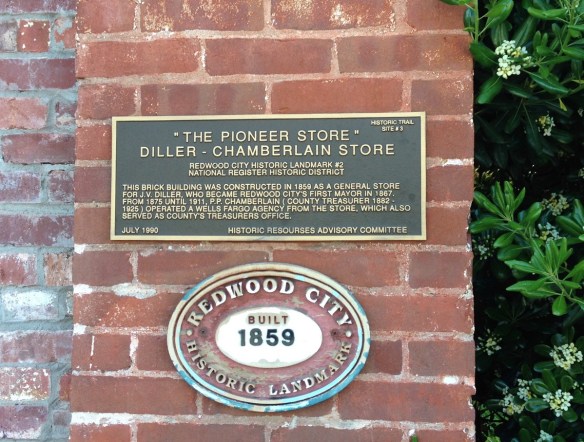 HISTORIC TRAIL
SITE # 3
" THE PIONEER STORE "
DILLER - CHAMBERLAIN STORE
REDWOOD CITY HISTORIC LANDMARK #2
NATIONAL REGISTER HISTORIC DISTRICT
THIS BRICK BUILDING WAS CONSTRUCTED IN 1859 AS A GENERAL STORE
FOR J.V. DILLER, WHO BECAME REDWOOD CITY'S FIRST MAYOR IN 1867.
FROM 1875 UNTIL 1911, P.P. CHAMBERLAIN ( COUNTY TREASURER 1882 -
1925 ) OPERATED A WELLS FARGO AGENCY FROM THE STORE, WHICH ALSO
SERVED AS COUNTY'S TREASURERS OFFICE.
JULY 1990 HISTORIC RESOURSES ADVISORY COMMITTEE
REDWOOD CITY
BUILT
1859
HISTORIC LANDMARK